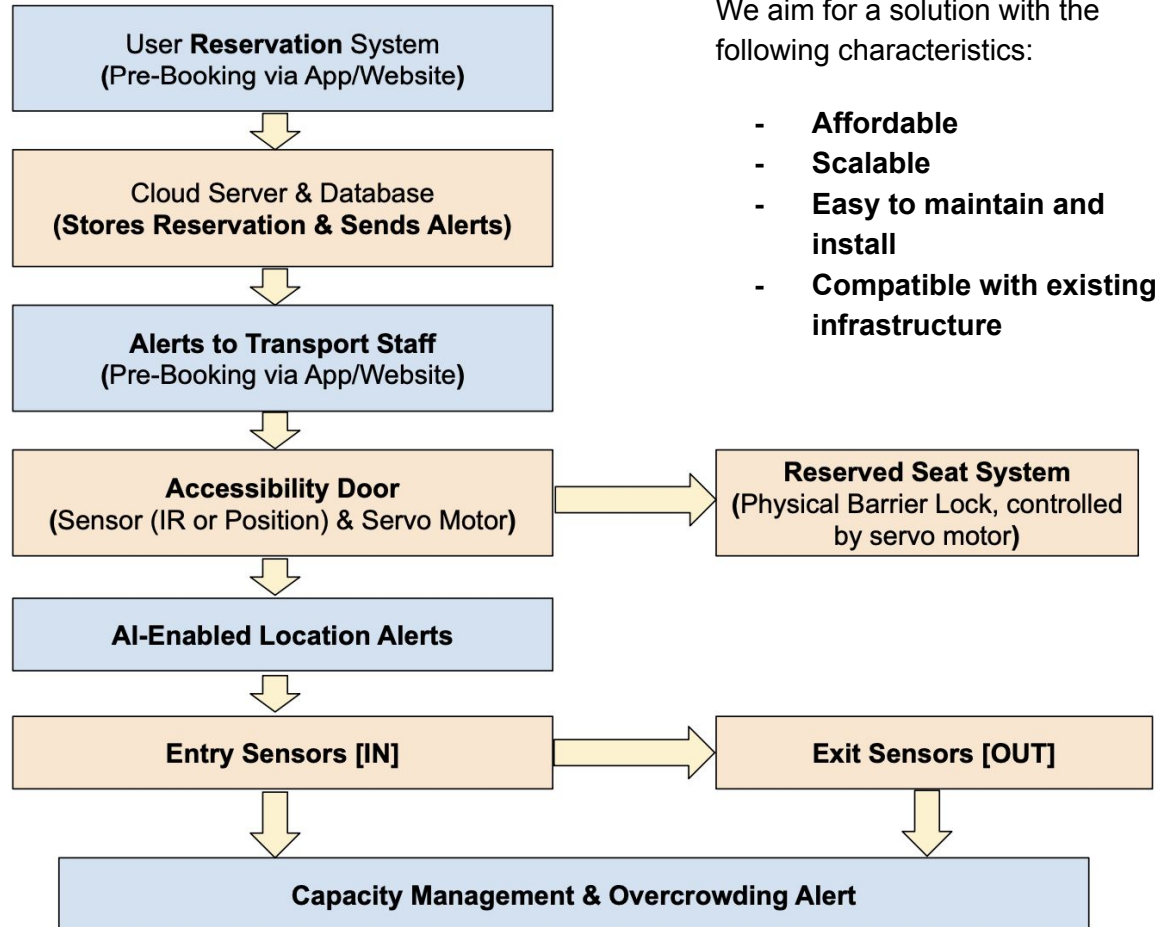 We aim for a solution with the
following characteristics:
- Affordable
- Scalable
- Easy to maintain and
install
- Compatible with existing
infrastructure
User Reservation System
(Pre-Booking via App/Website)
Cloud Server & Database
(Stores Reservation & Sends Alerts)
Alerts to Transport Staff
(Pre-Booking via App/Website)
Accessibility Door
(Sensor (IR or Position) & Servo Motor)
Reserved Seat System
(Physical Barrier Lock, controlled
by servo motor)
AI-Enabled Location Alerts
Entry Sensors [IN]
Exit Sensors [OUT]
Capacity Management & Overcrowding Alert